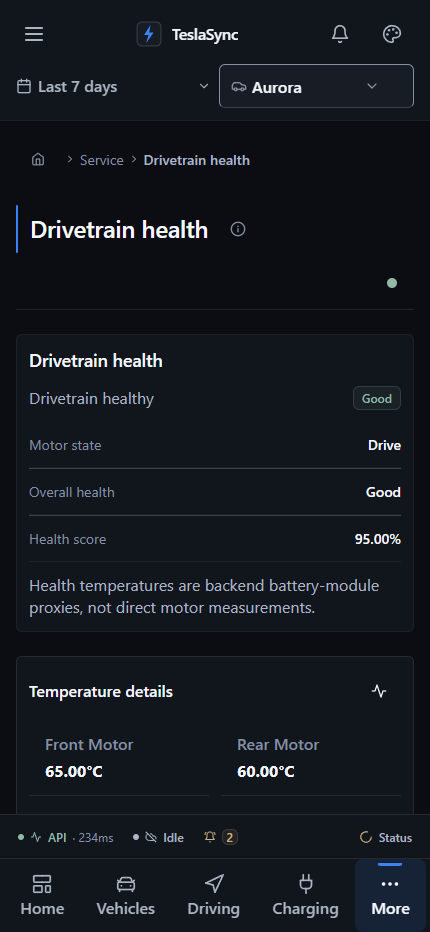 TeslaSync
Last 7 days
Aurora
Service
Drivetrain health
Drivetrain health
Drivetrain health
Drivetrain healthy
Good
Motor state
Drive
Overall health
Good
Health score
95.00%
Health temperatures are backend battery-module
proxies, not direct motor measurements.
Temperature details
Front Motor
Rear Motor
65.00°C
60.00°C
API · 234ms
Idle
2
Status
Home
Vehicles
Driving
Charging
More